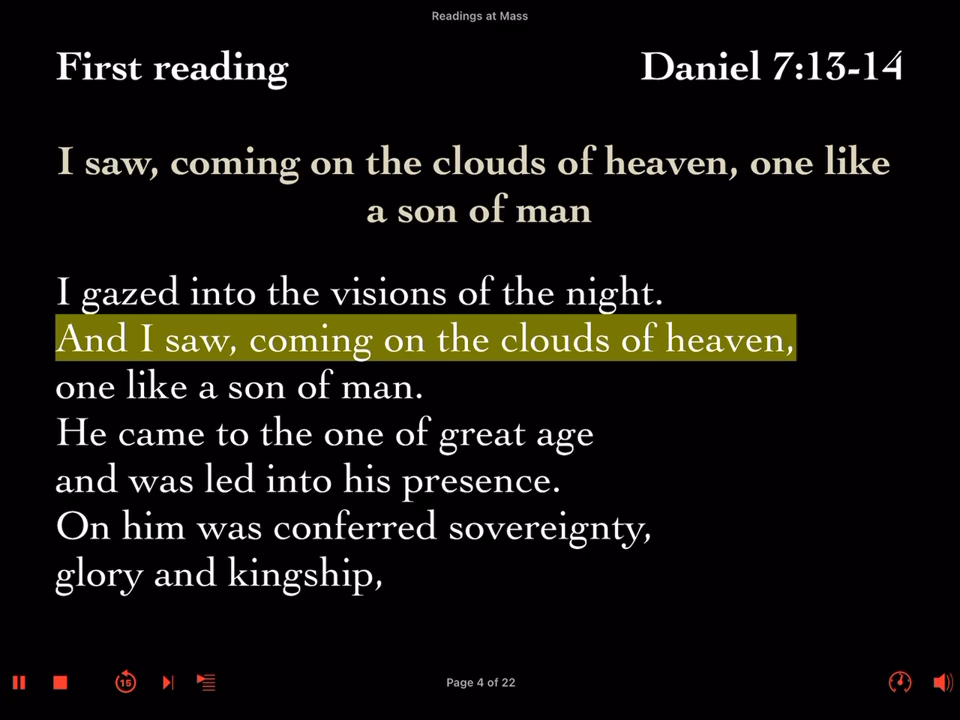 Readings at Mass
First reading Daniel 7:13-14
I saw, coming on the clouds of heaven, one like
a son of man
I gazed into the visions of the night.
And I saw, coming on the clouds of heaven,
one like a son of man.
He came to the one of great age
and was led into his presence.
On him was conferred sovereignty,
glory and kingship,
15
Page 4 of 22